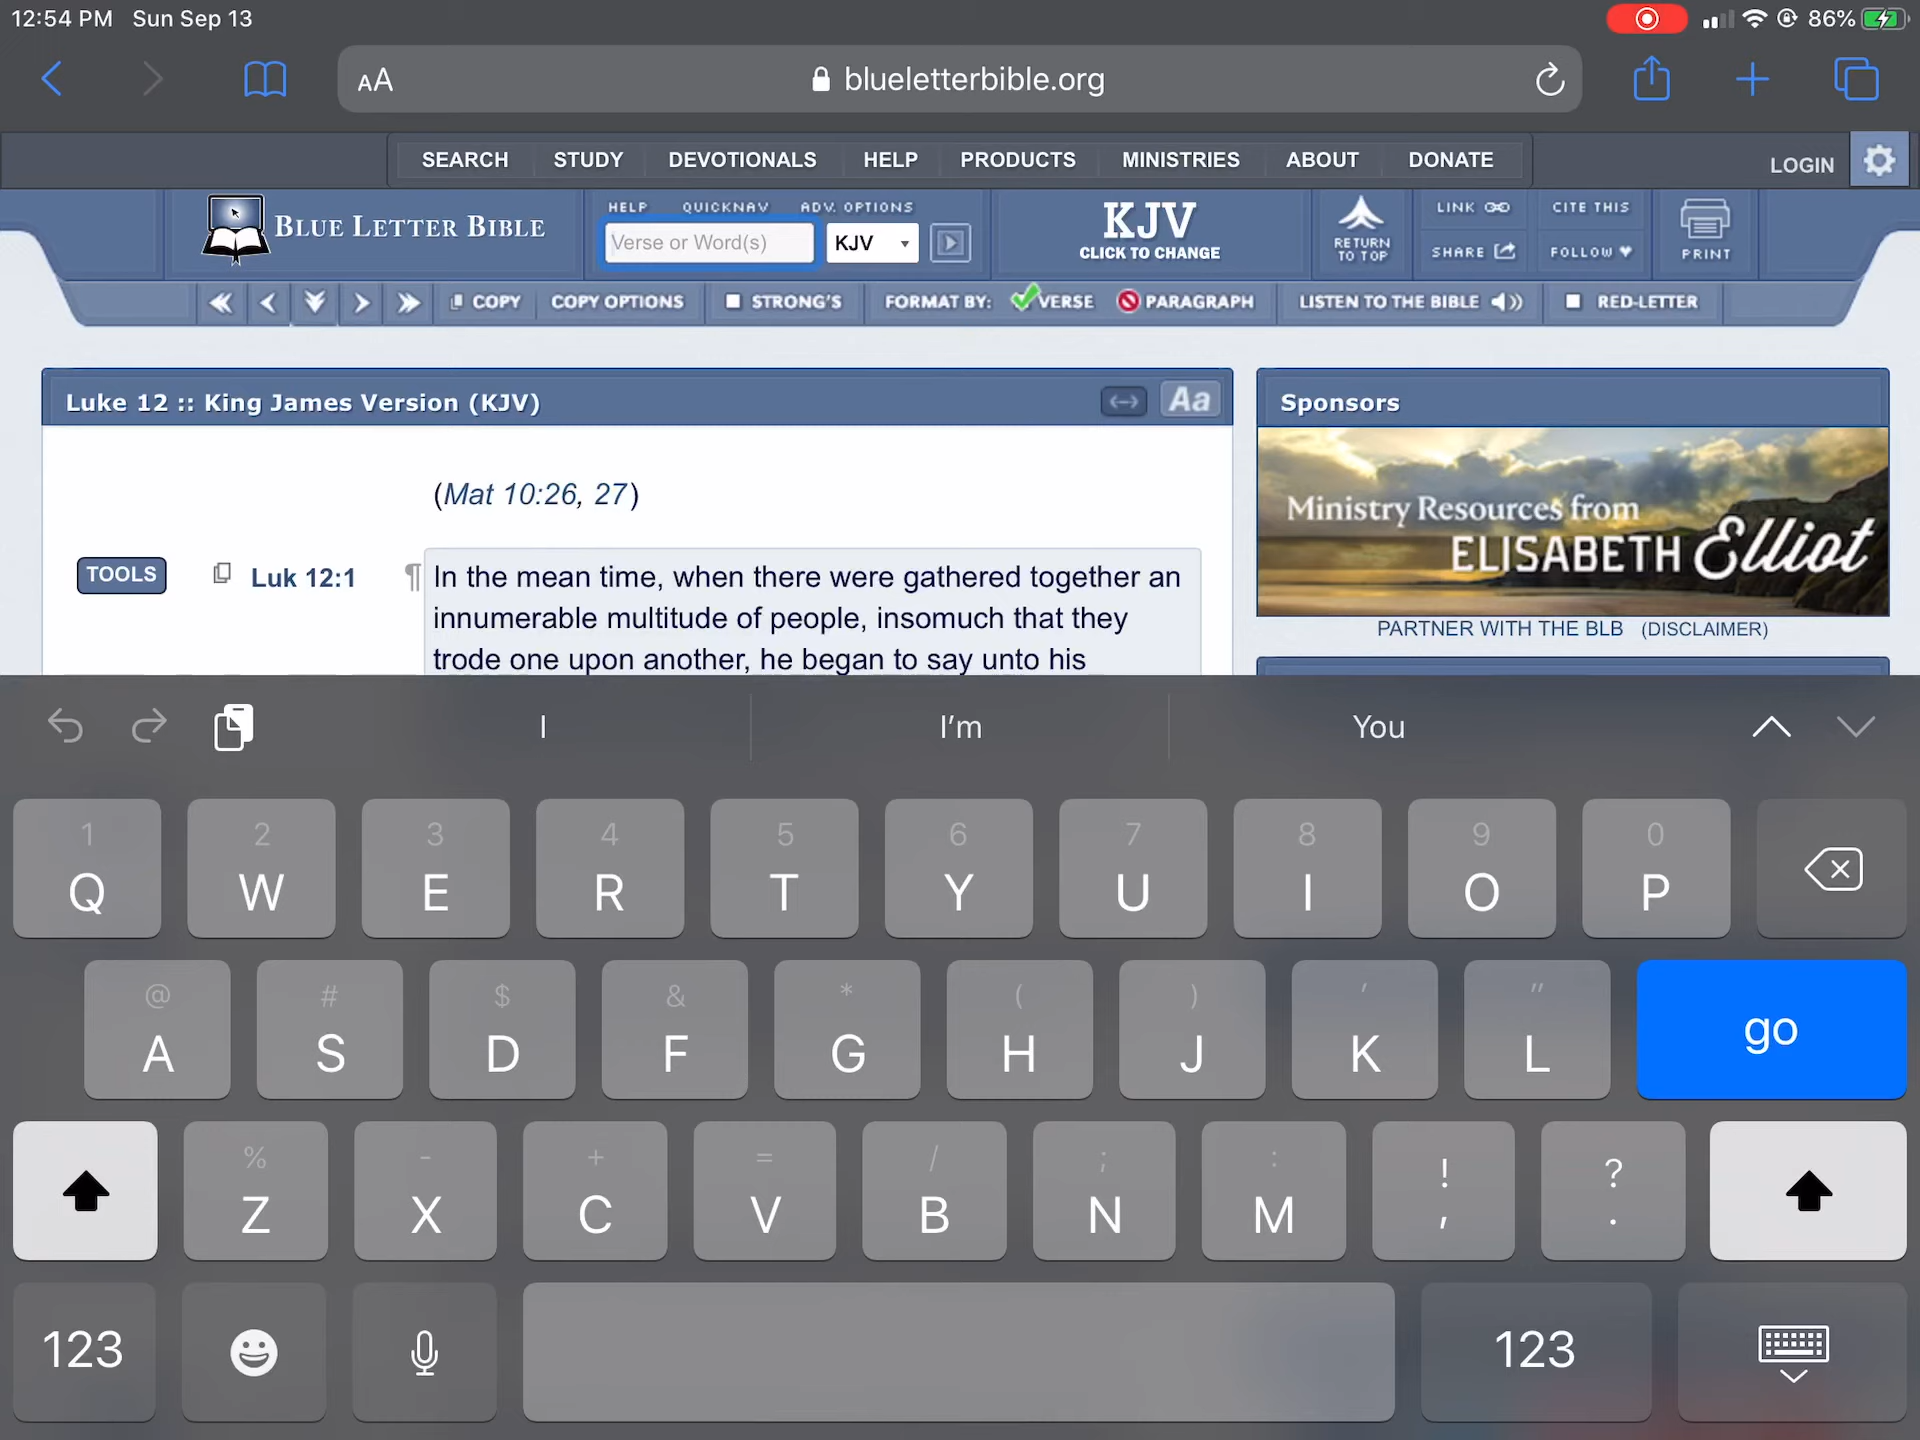 12:54 PM Sun Sep 13
86%
AA blueletterbible.org
SEARCH STUDY DEVOTIONALS HELP PRODUCTS MINISTRIES ABOUT DONATE LOGIN
BLUE LETTER BIBLE
HELP QUICKNAV ADV. OPTIONS
Verse or Word(s) KJV
KJV
CLICK TO CHANGE
RETURN
TO TOP
LINK CITE THIS
SHARE FOLLOW
PRINT
COPY COPY OPTIONS STRONG'S FORMAT BY: VERSE PARAGRAPH LISTEN TO THE BIBLE RED-LETTER
Luke 12 :: King James Version (KJV) Aa
(Mat 10:26, 27)
TOOLS Luk 12:1 ¶ In the mean time, when there were gathered together an
innumerable multitude of people, insomuch that they
trode one upon another, he began to say unto his
Sponsors
Ministry Resources from
ELISABETH Elliot
PARTNER WITH THE BLB (DISCLAIMER)
I I'm You
1 2 3 4 5 6 7 8 9 0
Q W E R T Y U I O P
@ # $ & * ( ) ' "
A S D F G H J K L go
% - + = / ; : ! ?
Z X C V B N M , .
123 123